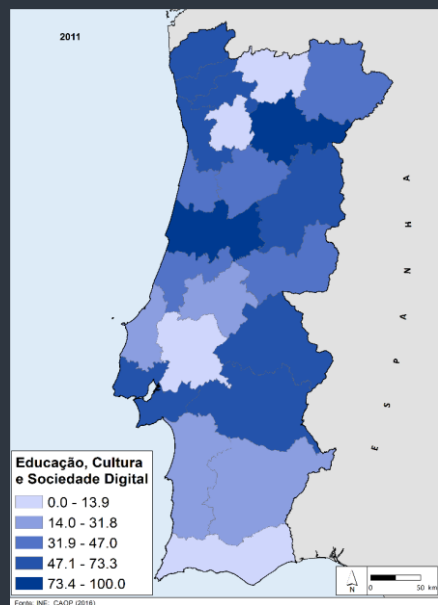 2011
E S P A N H A
Educação, Cultura
e Sociedade Digital
0.0 - 13.9
14.0 - 31.8
31.9 - 47.0
47.1 - 73.3
73.4 - 100.0
N
0 50 km
Fonte: INE; CAOP (2016)